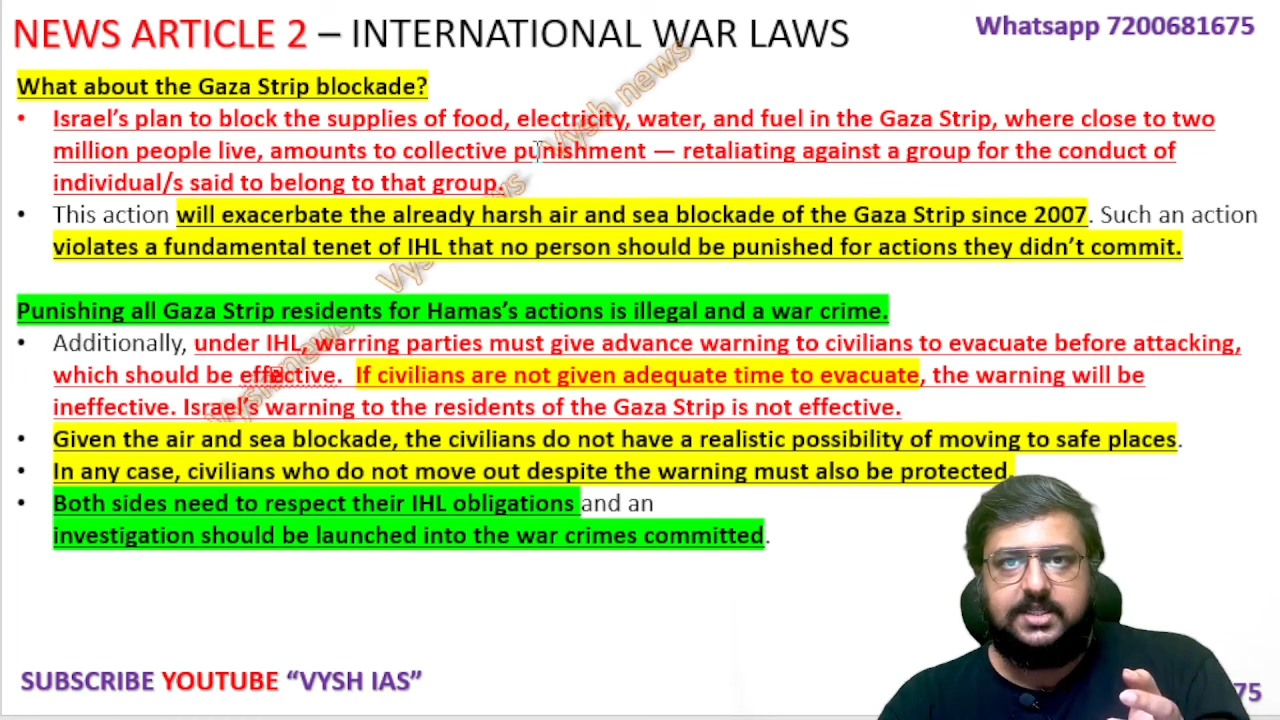 NEWS ARTICLE 2 – INTERNATIONAL WAR LAWS
Whatsapp 7200681675
What about the Gaza Strip blockade?
• Israel’s plan to block the supplies of food, electricity, water, and fuel in the Gaza Strip, where close to two
million people live, amounts to collective punishment — retaliating against a group for the conduct of
individual/s said to belong to that group.
• This action will exacerbate the already harsh air and sea blockade of the Gaza Strip since 2007. Such an action
violates a fundamental tenet of IHL that no person should be punished for actions they didn’t commit.
Punishing all Gaza Strip residents for Hamas’s actions is illegal and a war crime.
• Additionally, under IHL, warring parties must give advance warning to civilians to evacuate before attacking,
which should be effective. If civilians are not given adequate time to evacuate, the warning will be
ineffective. Israel’s warning to the residents of the Gaza Strip is not effective.
• Given the air and sea blockade, the civilians do not have a realistic possibility of moving to safe places.
• In any case, civilians who do not move out despite the warning must also be protected.
• Both sides need to respect their IHL obligations and an
investigation should be launched into the war crimes committed.
Vysh news
SUBSCRIBE YOUTUBE “VYSH IAS”
75